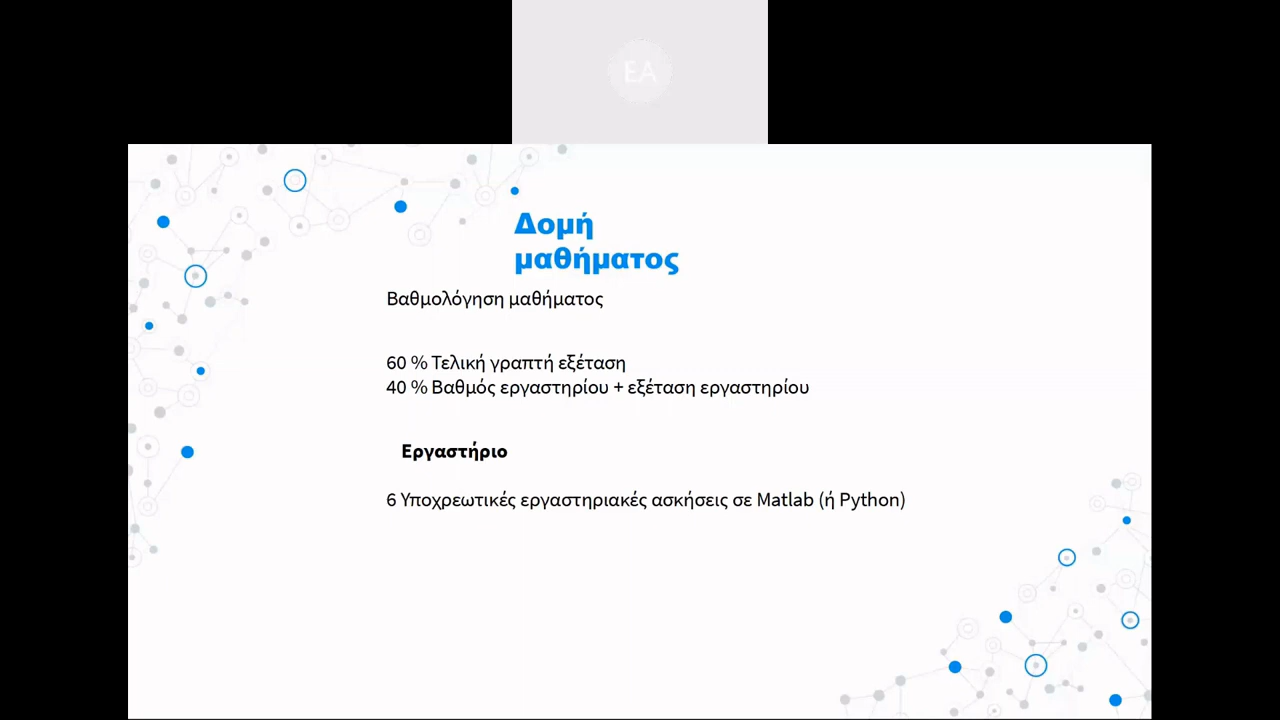 EA
Δομή
μαθήματος
Βαθμολόγηση μαθήματος
60 % Τελική γραπτή εξέταση
40 % Βαθμός εργαστηρίου + εξέταση εργαστηρίου
Εργαστήριο
6 Υποχρεωτικές εργαστηριακές ασκήσεις σε Matlab (ή Python)